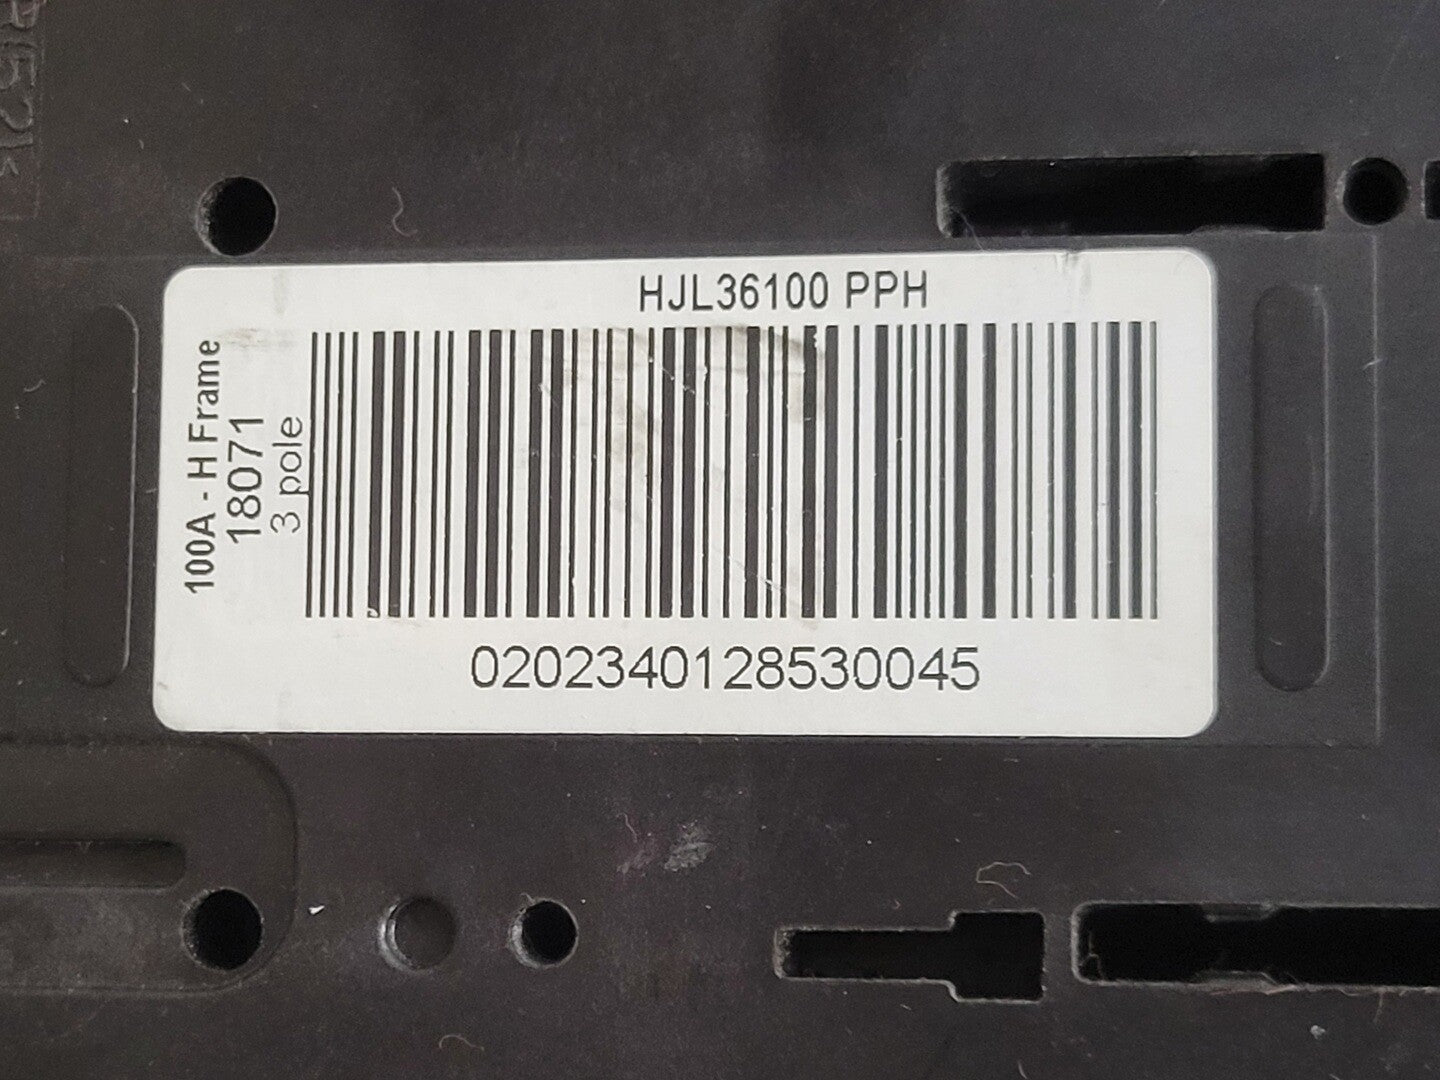 HJL36100 PPH
100A - H Frame
18071
3 pole
0202340128530045